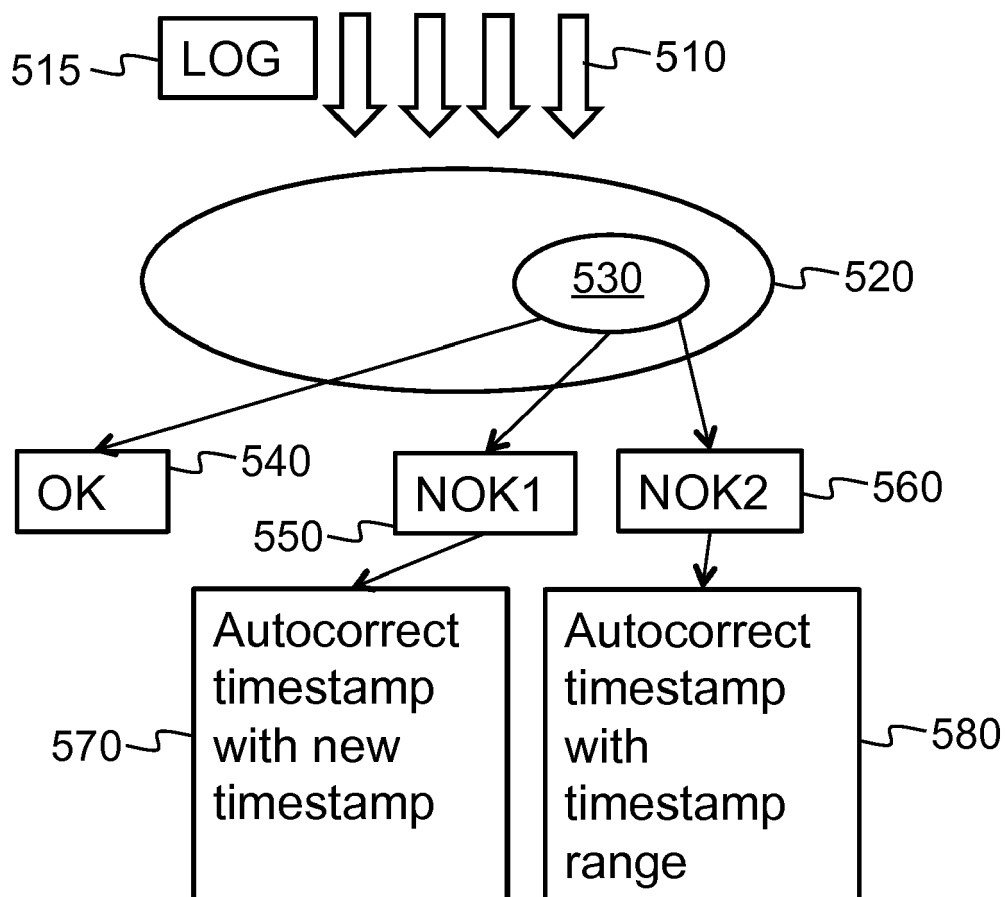 515
LOG
510
530
520
OK
540
550
NOK1
NOK2
560
570
Autocorrect
timestamp
with new
timestamp
Autocorrect
timestamp
with
timestamp
range
580